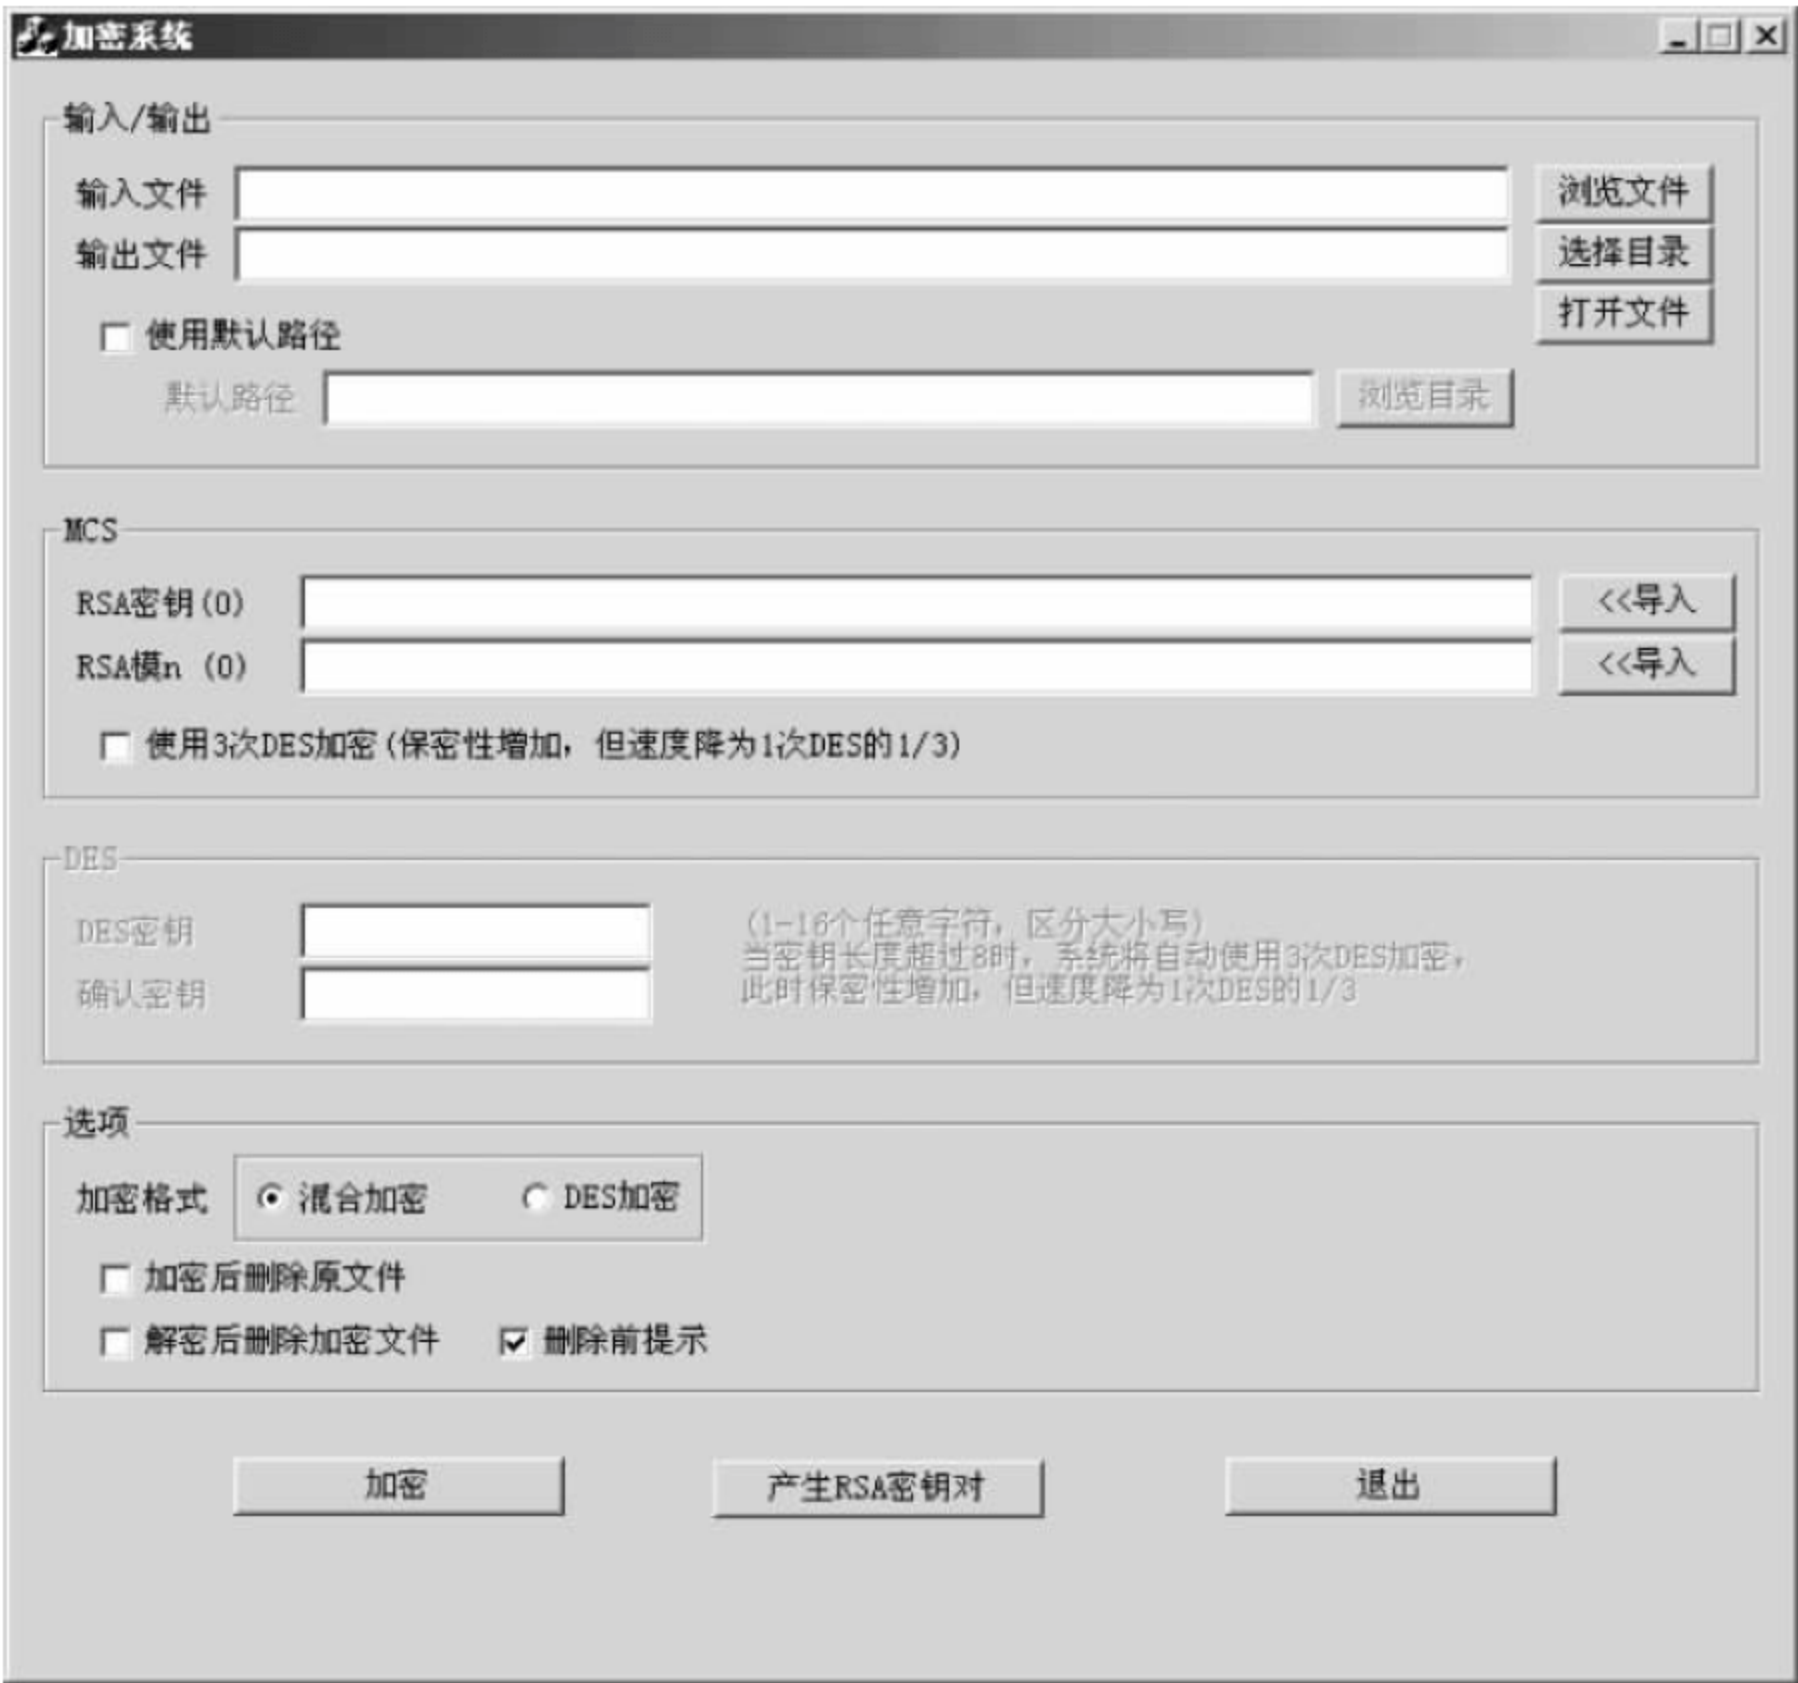 加密系统
输入/输出
输入文件
浏览文件
输出文件
选择目录
打开文件
使用默认路径
默认路径
浏览目录
MCS
RSA密钥(0)
<<导入
RSA模n (0)
<<导入
使用3次DES加密(保密性增加，但速度降为1次DES的1/3)
DES
DES密钥
确认密钥
(1-16个任意字符，区分大小写)
当密钥长度超过8时，系统将自动使用3次DES加密，
此时保密性增加，但速度降为1次DES的1/3
选项
加密格式 混合加密 DES加密
加密后删除原文件
解密后删除加密文件 删除前提示
加密 产生RSA密钥对 退出